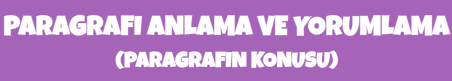 PARAGRAFI ANLAMA VE YORUMLAMA
(PARAGRAFIN KONUSU)